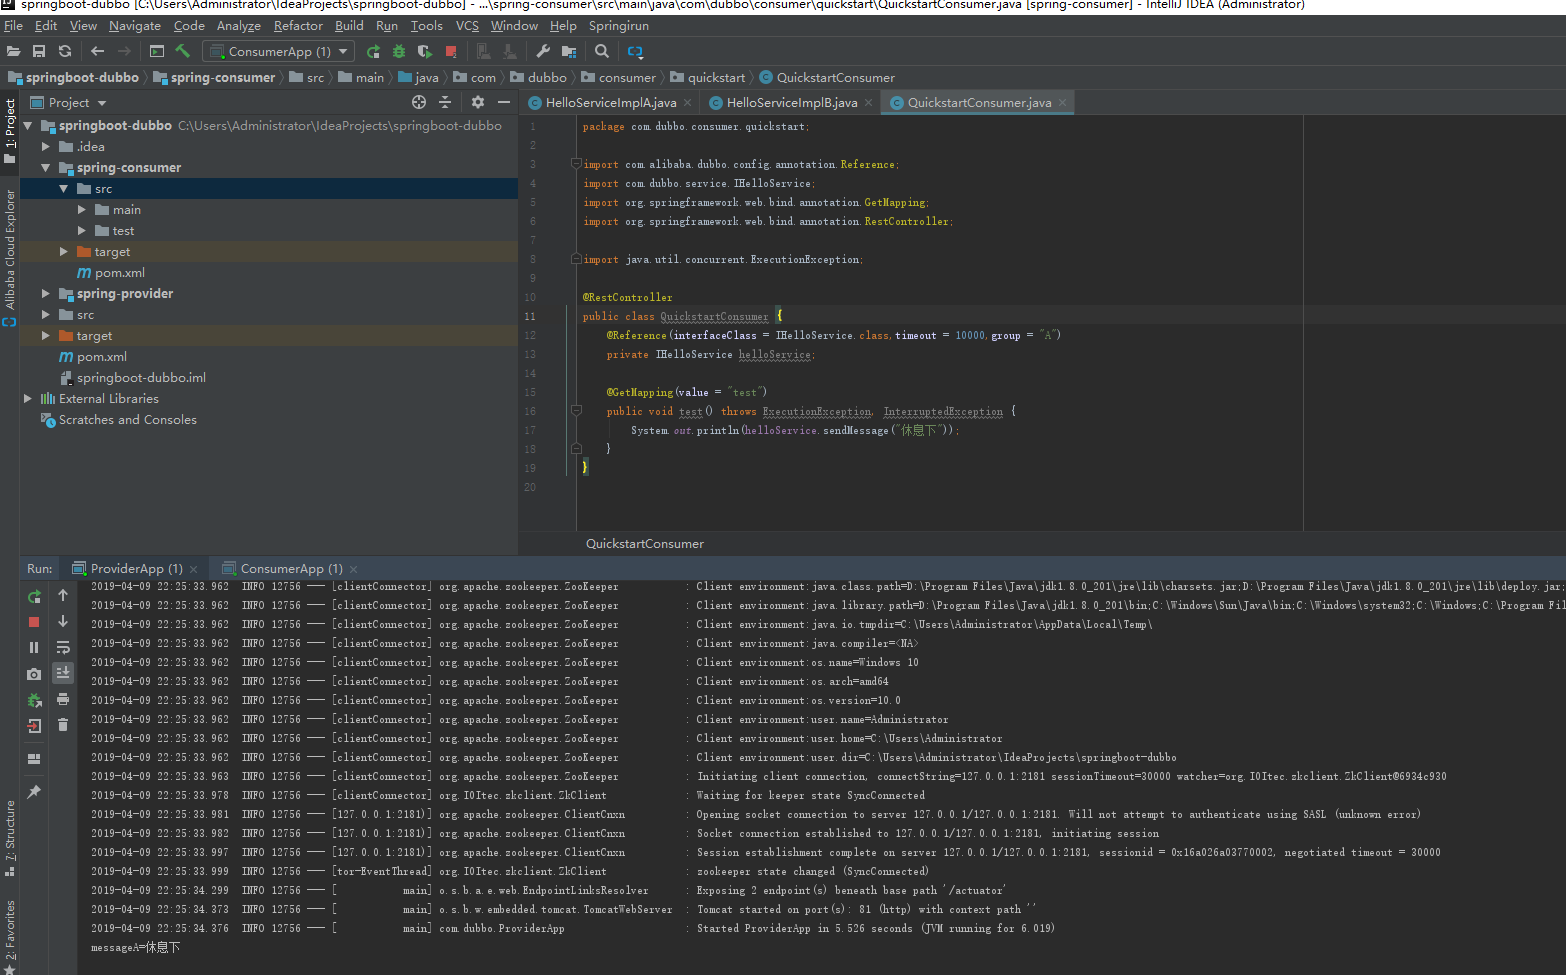 springboot-dubbo [C:\Users\Administrator\IdeaProjects\springboot-dubbo] - ...\spring-consumer\src\main\java\com\dubbo\consumer\quickstart\QuickstartConsumer.java [spring-consumer] - IntelliJ IDEA (Administrator)
File Edit View Navigate Code Analyze Refactor Build Run Tools VCS Window Help Springirun
ConsumerApp (1)
springboot-dubbo spring-consumer src main java com dubbo consumer quickstart QuickstartConsumer
Project
HelloServiceImplA.java HelloServiceImplB.java QuickstartConsumer.java
1: Project
Alibaba Cloud Explorer
7: Structure
2: Favorites
springboot-dubbo C:\Users\Administrator\IdeaProjects\springboot-dubbo
.idea
spring-consumer
src
main
test
target
pom.xml
spring-provider
src
target
pom.xml
springboot-dubbo.iml
External Libraries
Scratches and Consoles
1 package com.dubbo.consumer.quickstart;
2
3 import com.alibaba.dubbo.config.annotation.Reference;
4 import com.dubbo.service.IHelloService;
5 import org.springframework.web.bind.annotation.GetMapping;
6 import org.springframework.web.bind.annotation.RestController;
7
8 import java.util.concurrent.ExecutionException;
9
10 @RestController
11 public class QuickstartConsumer {
12 @Reference(interfaceClass = IHelloService.class,timeout = 10000,group = "A")
13 private IHelloService helloService;
14
15 @GetMapping(value = "test")
16 public void test() throws ExecutionException, InterruptedException {
17 System.out.println(helloService.sendMessage("休息下"));
18 }
19 }
20
QuickstartConsumer
Run: ProviderApp (1) ConsumerApp (1)
2019-04-09 22:25:33.962 INFO 12756 --- [clientConnector] org.apache.zookeeper.ZooKeeper : Client environment:java.class.path=D:\Program Files\Java\jdk1.8.0_201\jre\lib\charsets.jar;D:\Program Files\Java\jdk1.8.0_201\jre\lib\deploy.jar;
2019-04-09 22:25:33.962 INFO 12756 --- [clientConnector] org.apache.zookeeper.ZooKeeper : Client environment:java.library.path=D:\Program Files\Java\jdk1.8.0_201\bin;C:\Windows\Sun\Java\bin;C:\Windows\system32;C:\Windows;C:\Program Fil
2019-04-09 22:25:33.962 INFO 12756 --- [clientConnector] org.apache.zookeeper.ZooKeeper : Client environment:java.io.tmpdir=C:\Users\Administrator\AppData\Local\Temp\
2019-04-09 22:25:33.962 INFO 12756 --- [clientConnector] org.apache.zookeeper.ZooKeeper : Client environment:java.compiler=<NA>
2019-04-09 22:25:33.962 INFO 12756 --- [clientConnector] org.apache.zookeeper.ZooKeeper : Client environment:os.name=Windows 10
2019-04-09 22:25:33.962 INFO 12756 --- [clientConnector] org.apache.zookeeper.ZooKeeper : Client environment:os.arch=amd64
2019-04-09 22:25:33.962 INFO 12756 --- [clientConnector] org.apache.zookeeper.ZooKeeper : Client environment:os.version=10.0
2019-04-09 22:25:33.962 INFO 12756 --- [clientConnector] org.apache.zookeeper.ZooKeeper : Client environment:user.name=Administrator
2019-04-09 22:25:33.962 INFO 12756 --- [clientConnector] org.apache.zookeeper.ZooKeeper : Client environment:user.home=C:\Users\Administrator
2019-04-09 22:25:33.962 INFO 12756 --- [clientConnector] org.apache.zookeeper.ZooKeeper : Client environment:user.dir=C:\Users\Administrator\IdeaProjects\springboot-dubbo
2019-04-09 22:25:33.963 INFO 12756 --- [clientConnector] org.apache.zookeeper.ZooKeeper : Initiating client connection, connectString=127.0.0.1:2181 sessionTimeout=30000 watcher=org.I0Itec.zkclient.ZkClient@6934c930
2019-04-09 22:25:33.978 INFO 12756 --- [clientConnector] org.I0Itec.zkclient.ZkClient : Waiting for keeper state SyncConnected
2019-04-09 22:25:33.981 INFO 12756 --- [127.0.0.1:2181)] org.apache.zookeeper.ClientCnxn : Opening socket connection to server 127.0.0.1/127.0.0.1:2181. Will not attempt to authenticate using SASL (unknown error)
2019-04-09 22:25:33.982 INFO 12756 --- [127.0.0.1:2181)] org.apache.zookeeper.ClientCnxn : Socket connection established to 127.0.0.1/127.0.0.1:2181, initiating session
2019-04-09 22:25:33.997 INFO 12756 --- [127.0.0.1:2181)] org.apache.zookeeper.ClientCnxn : Session establishment complete on server 127.0.0.1/127.0.0.1:2181, sessionid = 0x16a026a03770002, negotiated timeout = 30000
2019-04-09 22:25:33.999 INFO 12756 --- [tor-EventThread] org.I0Itec.zkclient.ZkClient : zookeeper state changed (SyncConnected)
2019-04-09 22:25:34.299 INFO 12756 --- [ main] o.s.b.a.e.web.EndpointLinksResolver : Exposing 2 endpoint(s) beneath base path '/actuator'
2019-04-09 22:25:34.373 INFO 12756 --- [ main] o.s.b.w.embedded.tomcat.TomcatWebServer : Tomcat started on port(s): 81 (http) with context path ''
2019-04-09 22:25:34.376 INFO 12756 --- [ main] com.dubbo.ProviderApp : Started ProviderApp in 5.526 seconds (JVM running for 6.019)
messageA=休息下